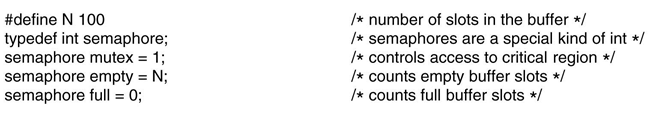 #define N 100 /* number of slots in the buffer */
typedef int semaphore; /* semaphores are a special kind of int */
semaphore mutex = 1; /* controls access to critical region */
semaphore empty = N; /* counts empty buffer slots */
semaphore full = 0; /* counts full buffer slots */